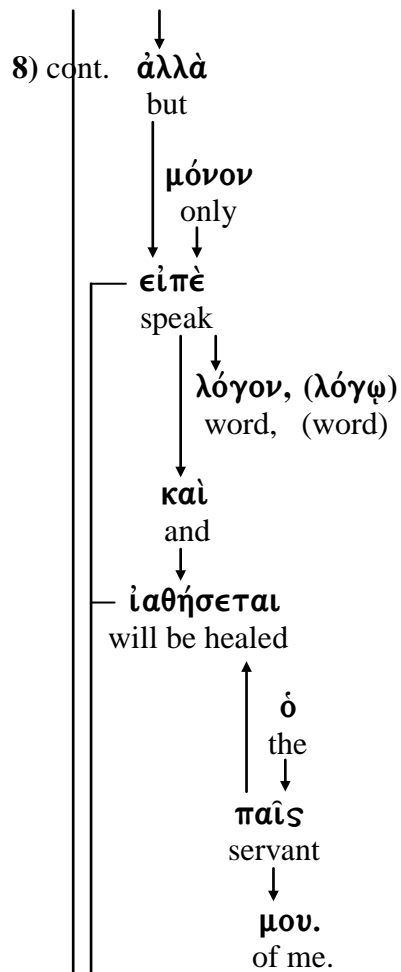 8) cont. ἀλλὰ
but
μόνον
only
εἰπὲ
speak
λόγον, (λόγῳ)
word, (word)
καὶ
and
ἰαθήσεται
will be healed
ὁ
the
παῖς
servant
μου.
of me.